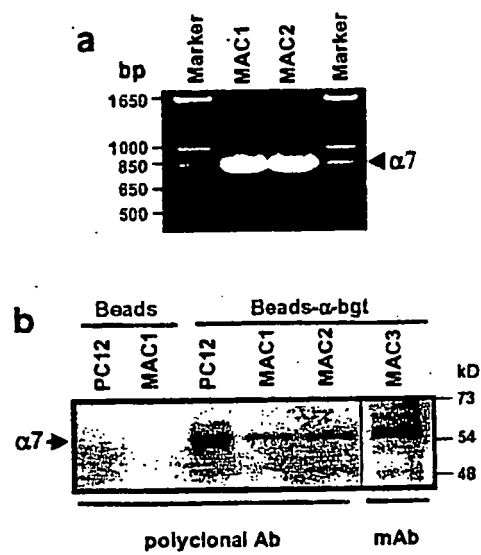 a
bp
Marker
MAC1
MAC2
Marker
1650
1000
850
650
500
α7
b
Beads
Beads-α-bgt
PC12
MAC1
PC12
MAC1
MAC2
MAC3
kD
73
α7
54
48
polyclonal Ab
mAb